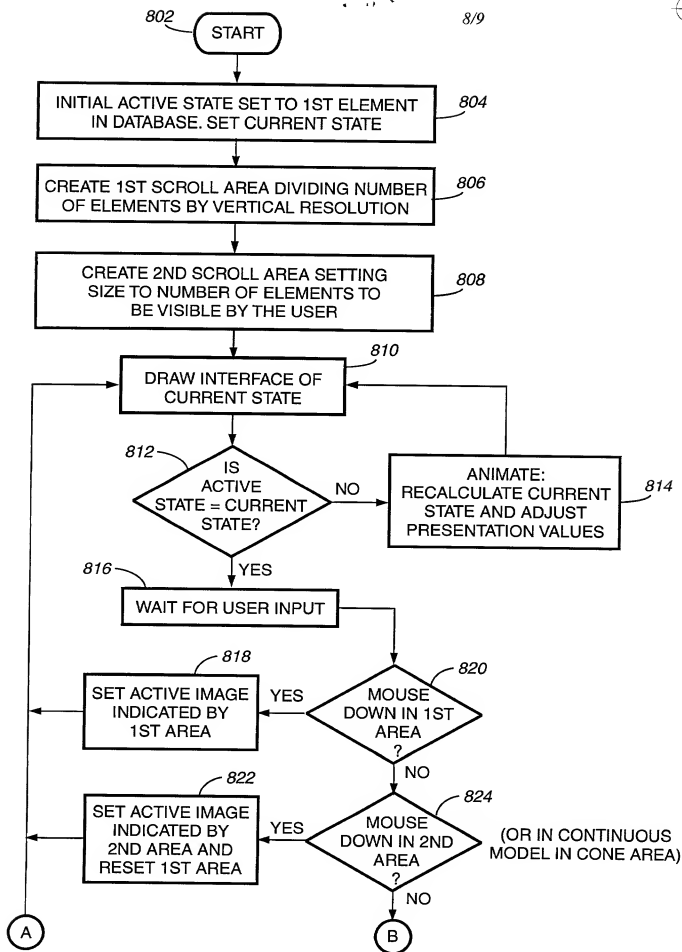 802
START
8/9
INITIAL ACTIVE STATE SET TO 1ST ELEMENT
IN DATABASE. SET CURRENT STATE
804
CREATE 1ST SCROLL AREA DIVIDING NUMBER
OF ELEMENTS BY VERTICAL RESOLUTION
806
CREATE 2ND SCROLL AREA SETTING
SIZE TO NUMBER OF ELEMENTS TO
BE VISIBLE BY THE USER
808
810
DRAW INTERFACE OF
CURRENT STATE
812
IS
ACTIVE
STATE = CURRENT
STATE?
NO
ANIMATE:
RECALCULATE CURRENT
STATE AND ADJUST
PRESENTATION VALUES
814
YES
816
WAIT FOR USER INPUT
818
SET ACTIVE IMAGE
INDICATED BY
1ST AREA
YES
820
MOUSE
DOWN IN 1ST
AREA
?
NO
822
SET ACTIVE IMAGE
INDICATED BY
2ND AREA AND
RESET 1ST AREA
YES
824
MOUSE
DOWN IN 2ND
AREA
?
(OR IN CONTINUOUS
MODEL IN CONE AREA)
NO
A
B